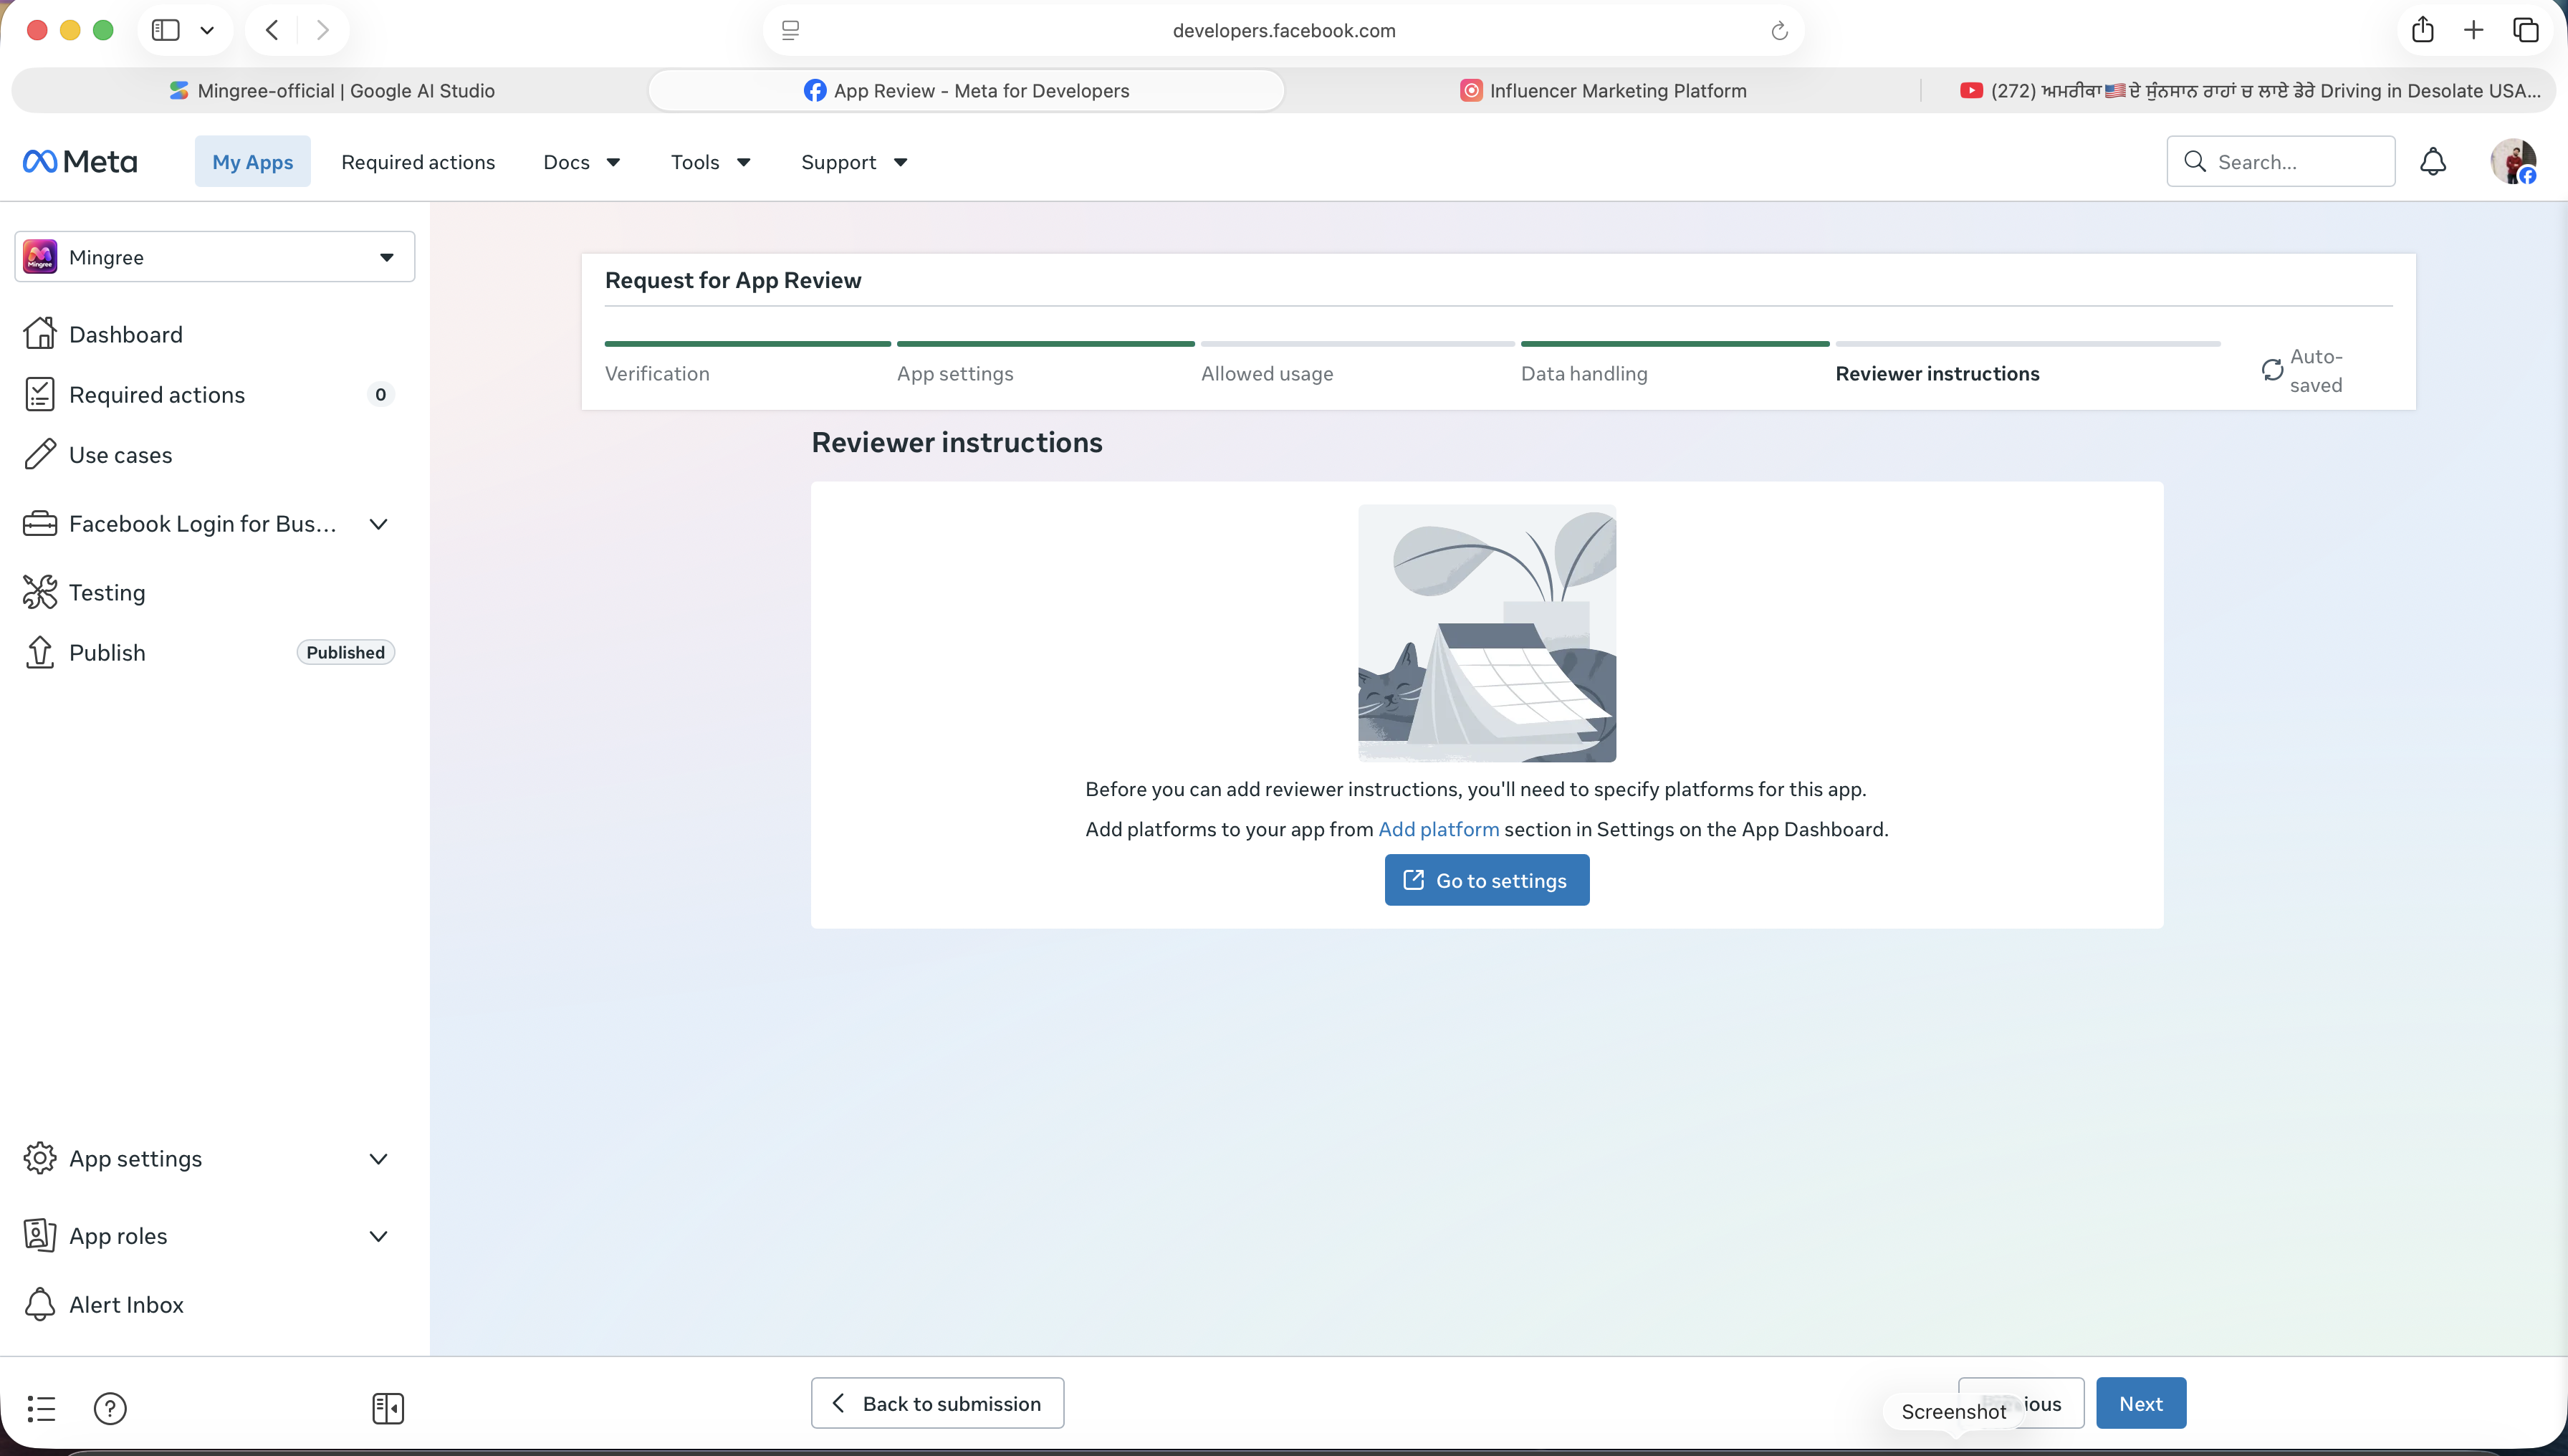 developers.facebook.com
Mingree-official | Google AI Studio
App Review - Meta for Developers
Influencer Marketing Platform
(272) ਅਮਰੀਕਾ🇺🇸ਦੇ ਸੁੰਨਸਾਨ ਰਾਹਾਂ ਚ ਲਾਏ ਡੇਰੇ Driving in Desolate USA...
Meta
My Apps
Required actions
Docs
Tools
Support
Search...
Mingree
Dashboard
Required actions
0
Use cases
Facebook Login for Bus...
Testing
Publish
Published
App settings
App roles
Alert Inbox
Request for App Review
Verification
App settings
Allowed usage
Data handling
Reviewer instructions
Auto-
saved
Reviewer instructions
Before you can add reviewer instructions, you'll need to specify platforms for this app.
Add platforms to your app from Add platform section in Settings on the App Dashboard.
Go to settings
Back to submission
Screenshot
Next